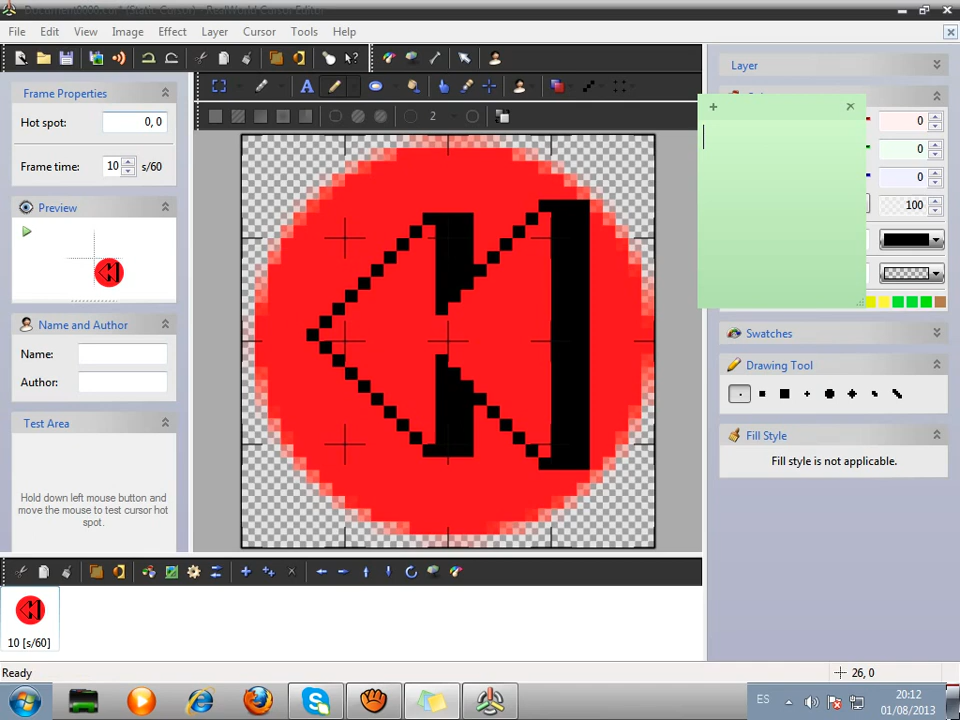 File Edit View Image Effect Layer Cursor Tools Help
Frame Properties
Hot spot: 0, 0
Frame time: 10 s/60
Preview
Name and Author
Name:
Author:
Test Area
Hold down left mouse button and
move the mouse to test cursor hot
spot.
A
2
Layer
+
0
0
0
100
Swatches
Drawing Tool
Fill Style
Fill style is not applicable.
10 [s/60]
Ready
26, 0
ES
20:12
01/08/2013